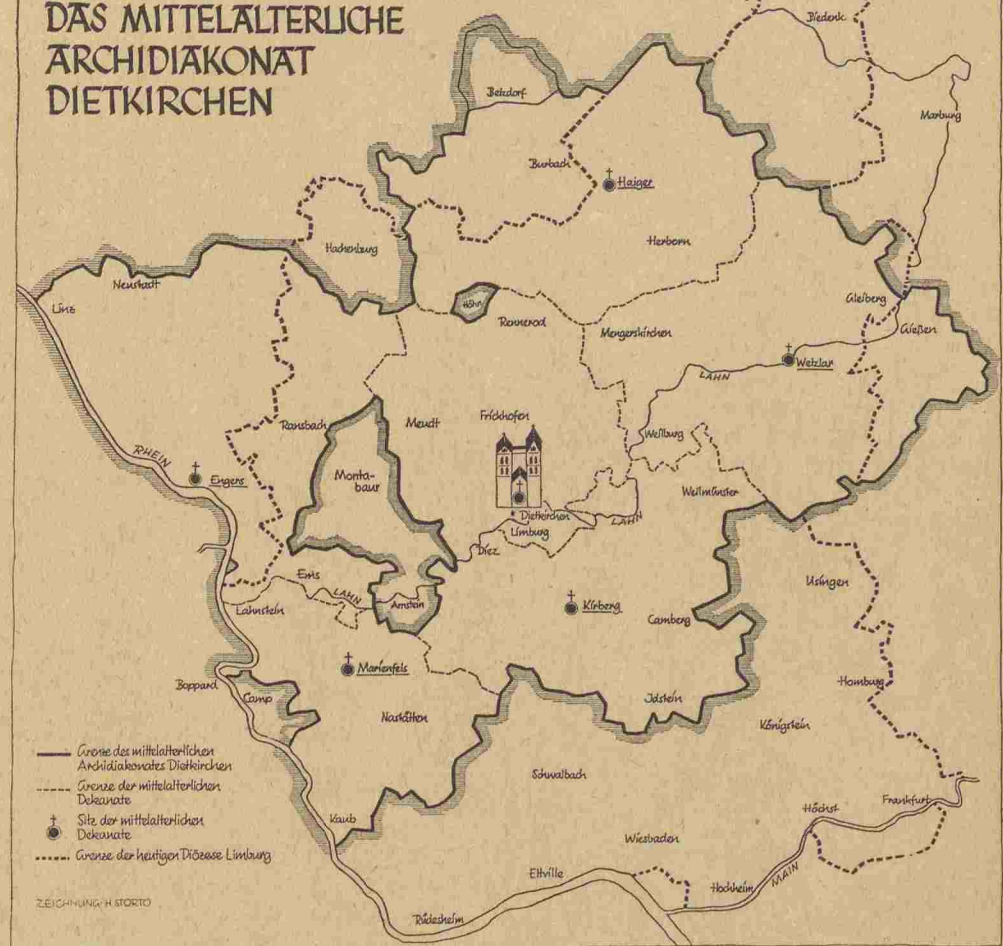 DAS MITTELALTERLICHE
ARCHIDIAKONAT
DIETKIRCHEN
Biedenk.
Marburg
Betzdorf
Burbach
Haiger
Hachenburg
Herborn
Neustadt
Linz
Höhn
Rennerod
Mengerskirchen
Gleiberg
Gießen
Wetzlar
LAHN
Ransbach
Meudt
Frickhofen
Weilburg
RHEIN
Engers
Monta-
baur
Weilmünster
Dietkirchen
LAHN
Limburg
Diez
Ems
LAHN
Arnstein
Lahnstein
Kirberg
Camberg
Usingen
Marienfels
Boppard
Camp
Nastätten
Idstein
Homburg
Königstein
Grenze des mittelalterlichen
Archidiakonates Dietkirchen
Grenze der mittelalterlichen
Dekanate
Sitz der mittelalterlichen
Dekanate
Grenze der heutigen Diözese Limburg
Schwalbach
Kaub
Höchst
Frankfurt
Wiesbaden
Eltville
Hochheim
MAIN
Rüdesheim
ZEICHNUNG: H. STORTO